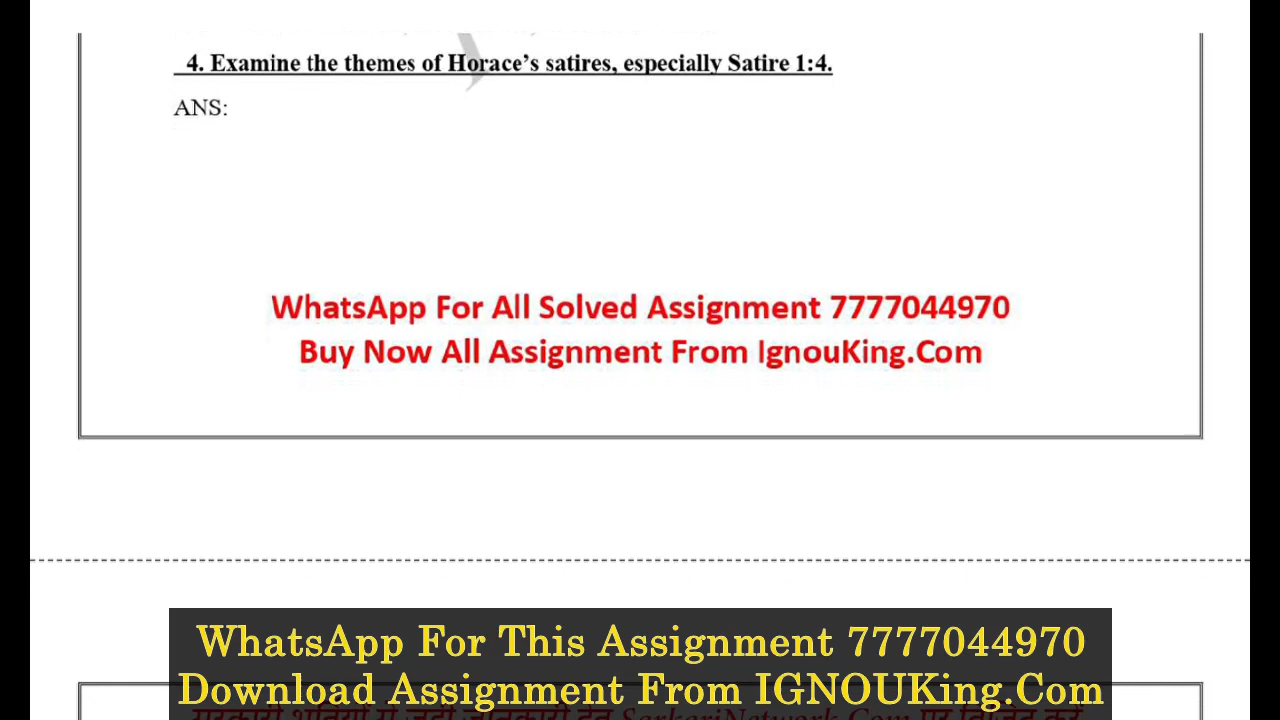 4. Examine the themes of Horace’s satires, especially Satire 1:4.
ANS:
WhatsApp For All Solved Assignment 7777044970
Buy Now All Assignment From IgnouKing.Com
WhatsApp For This Assignment 7777044970
Download Assignment From IGNOUKing.Com